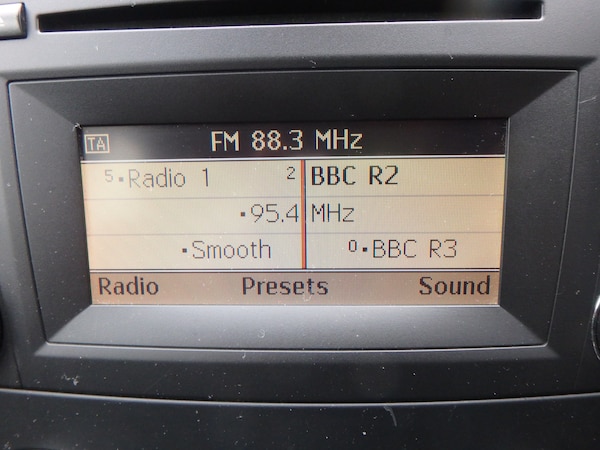 TA FM 88.3 MHz
5 Radio 1 2 BBC R2
95.4 MHz
Smooth 0 BBC R3
Radio Presets Sound